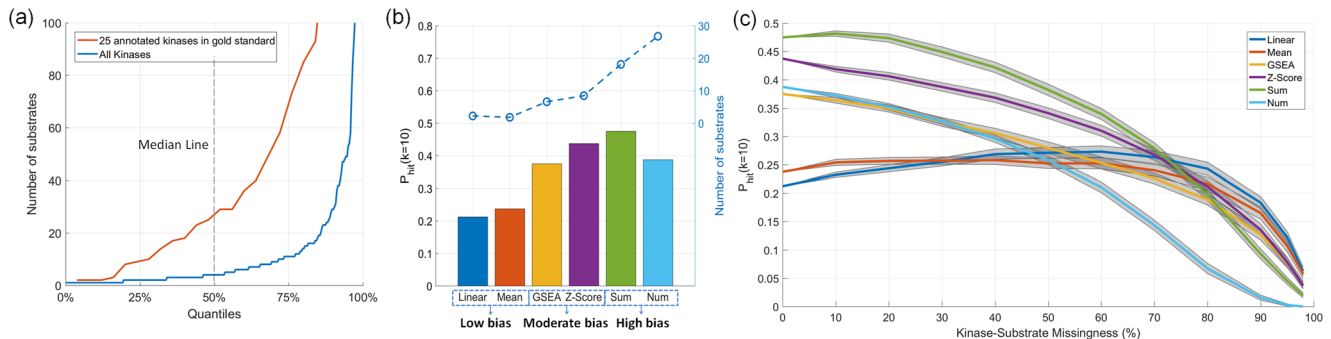 (a)
100
80
60
40
20
0
0%
25%
50%
75%
100%
Number of substrates
Quantiles
25 annotated kinases in gold standard
All Kinases
Median Line
(b)
0.8
0.7
0.6
0.5
0.4
0.3
0.2
0.1
0
P hit (k=10)
30
20
10
0
Number of substrates
Linear Mean GSEA Z-Score Sum Num
Low bias Moderate bias High bias
(c)
0.5
0.45
0.4
0.35
0.3
0.25
0.2
0.15
0.1
0.05
0
P hit (k=10)
0 10 20 30 40 50 60 70 80 90 100
Kinase-Substrate Missingness (%)
Linear
Mean
GSEA
Z-Score
Sum
Num